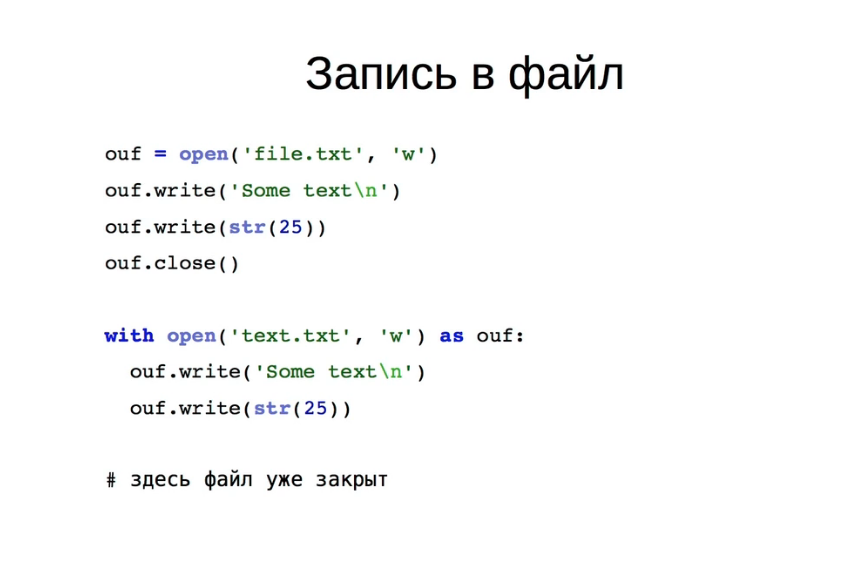 Запись в файл
ouf = open('file.txt', 'w')
ouf.write('Some text\n')
ouf.write(str(25))
ouf.close()
with open('text.txt', 'w') as ouf:
  ouf.write('Some text\n')
  ouf.write(str(25))
# здесь файл уже закрыт